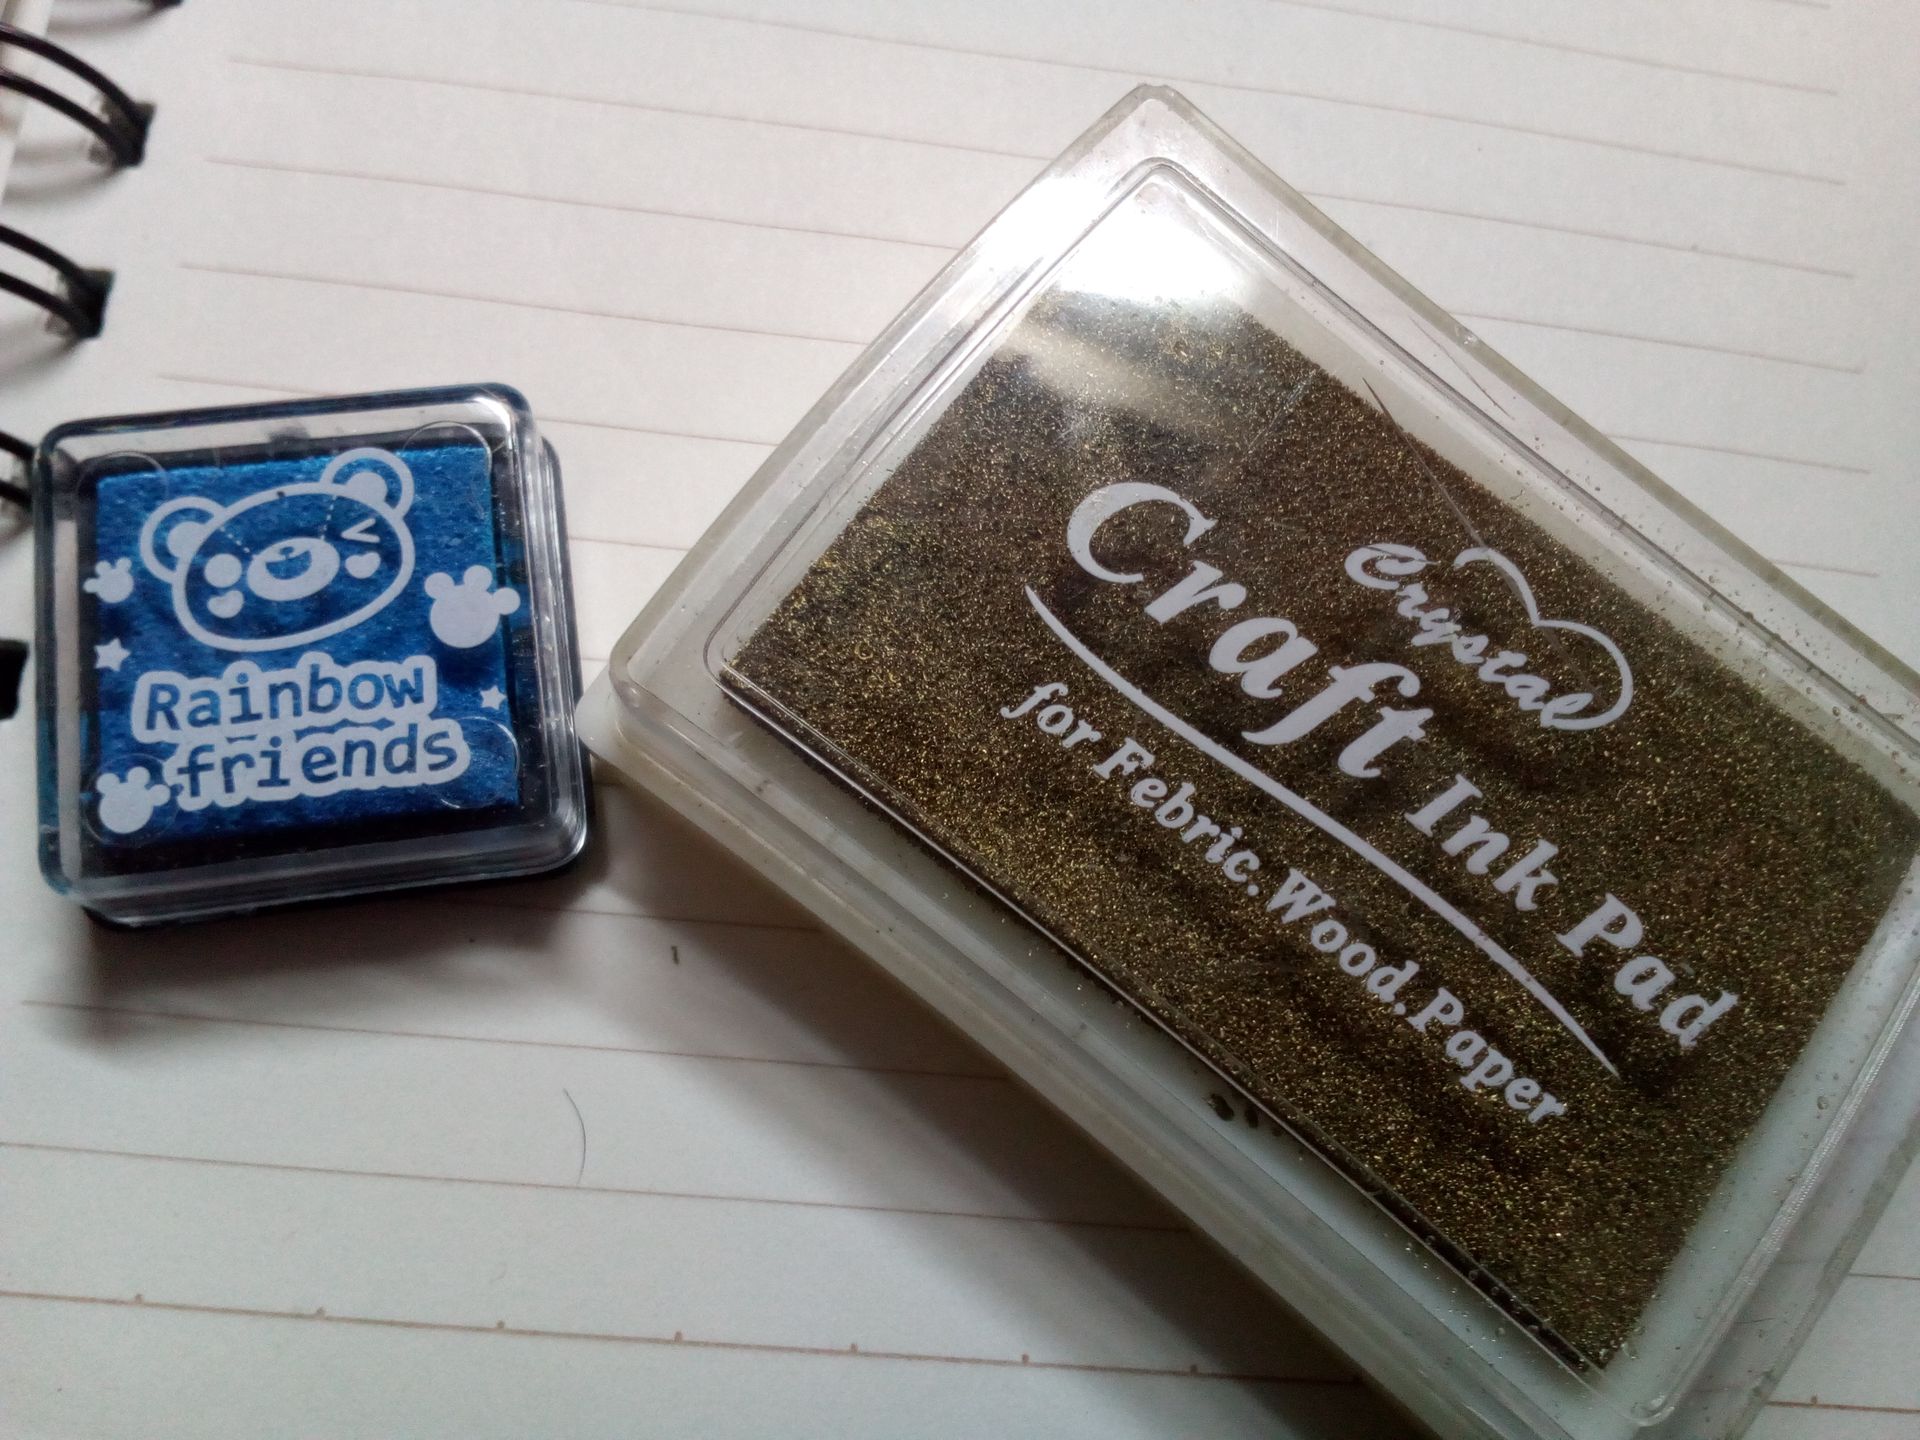 Rainbow
friends
Crystal
Craft Ink Pad
for Febric.Wood.Paper